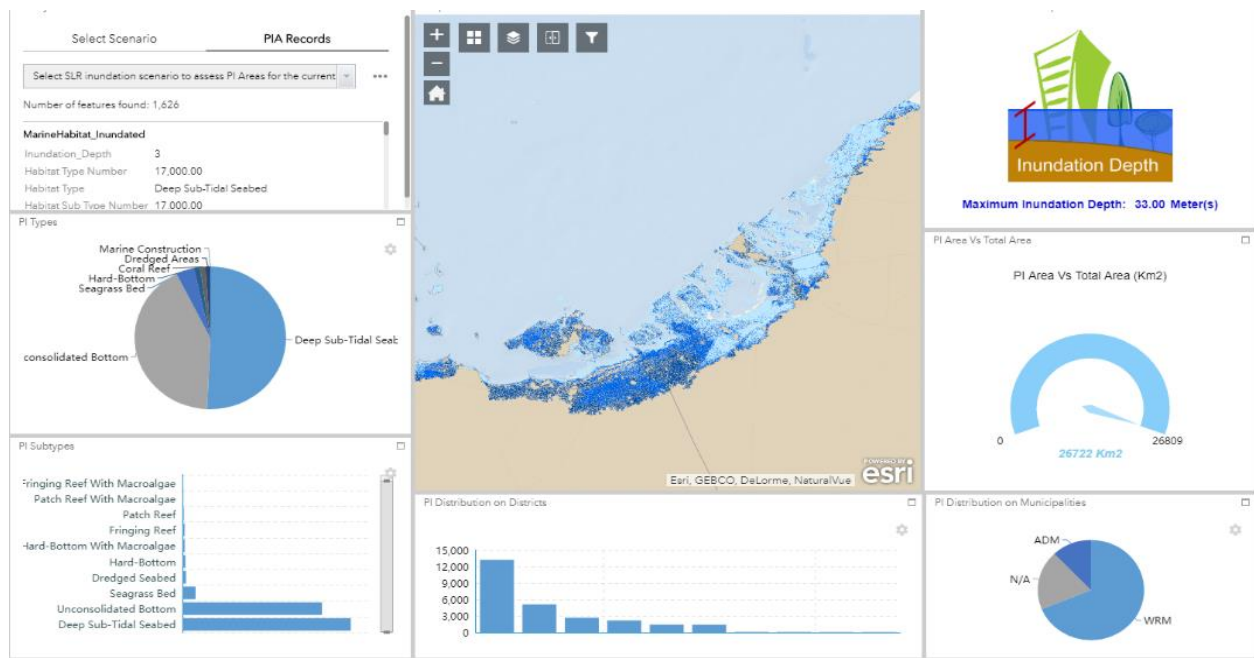 Select Scenario
PIA Records
Select SLR inundation scenario to assess PI Areas for the current
Number of features found: 1,626
MarineHabitat_Inundated
Inundation_Depth 3
Habitat Type Number 17,000.00
Habitat Type Deep Sub-Tidal Seabed
Habitat Sub Type Number 17,000.00
PI Types
Marine Construction
Dredged Areas
Coral Reef
Hard-Bottom
Seagrass Bed
consolidated Bottom
Deep Sub-Tidal Seab
PI Subtypes
Fringing Reef With Macroalgae
Patch Reef With Macroalgae
Patch Reef
Fringing Reef
Hard-Bottom With Macroalgae
Hard-Bottom
Dredged Seabed
Seagrass Bed
Unconsolidated Bottom
Deep Sub-Tidal Seabed
Esri, GEBCO, DeLorme, NaturalVue
POWERED BY
esri
PI Distribution on Districts
15,000
12,000
9,000
6,000
3,000
0
Inundation Depth
Maximum Inundation Depth: 33.00 Meter(s)
PI Area Vs Total Area
PI Area Vs Total Area (Km2)
0
26809
26722 Km2
PI Distribution on Municipalities
ADM
N/A
WRM